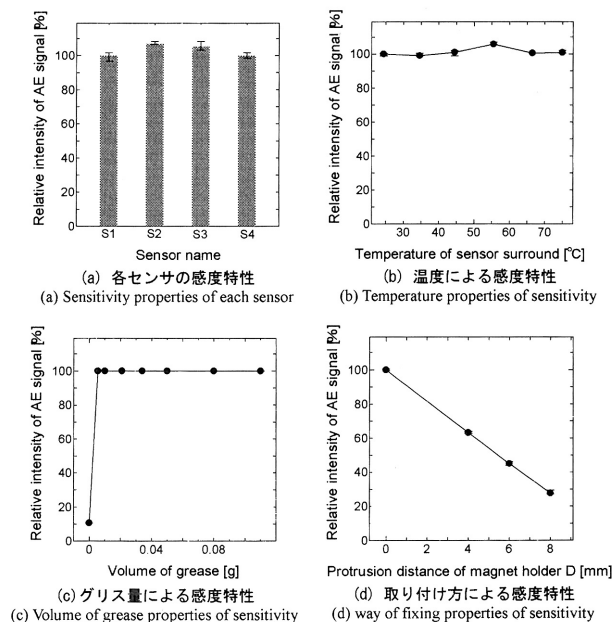 Relative intensity of AE signal [%]
100
80
60
40
20
0
S1 S2 S3 S4
Sensor name
(a) 各センサの感度特性
(a) Sensitivity properties of each sensor
Relative intensity of AE signal [%]
100
80
60
40
20
0
30 40 50 60 70
Temperature of sensor surround [°C]
(b) 温度による感度特性
(b) Temperature properties of sensitivity
Relative intensity of AE signal [%]
100
80
60
40
20
0
0 0.04 0.08
Volume of grease [g]
(c) グリス量による感度特性
(c) Volume of grease properties of sensitivity
Relative intensity of AE signal [%]
100
80
60
40
20
0
0 2 4 6 8
Protrusion distance of magnet holder D [mm]
(d) 取り付け方による感度特性
(d) way of fixing properties of sensitivity